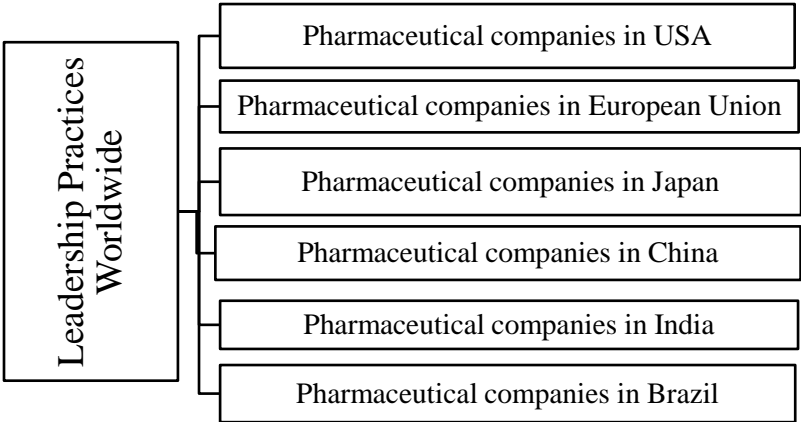 Leadership Practices
Worldwide
Pharmaceutical companies in USA
Pharmaceutical companies in European Union
Pharmaceutical companies in Japan
Pharmaceutical companies in China
Pharmaceutical companies in India
Pharmaceutical companies in Brazil